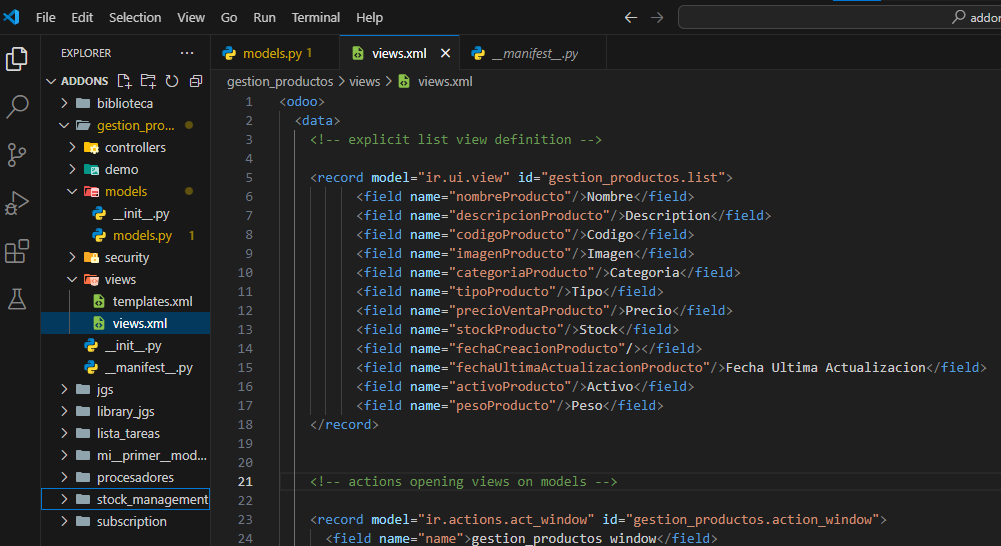 File Edit Selection View Go Run Terminal Help
addon
EXPLORER
models.py 1
views.xml
__manifest__.py
ADDONS
gestion_productos > views > views.xml
biblioteca
gestion_pro...
controllers
demo
models
__init__.py
models.py 1
security
views
templates.xml
views.xml
__init__.py
__manifest__.py
jgs
library_jgs
lista_tareas
mi__primer__mod...
procesadores
stock_management
subscription
1 <odoo>
2 <data>
3 <!-- explicit list view definition -->
4
5 <record model="ir.ui.view" id="gestion_productos.list">
6 <field name="nombreProducto"/>Nombre</field>
7 <field name="descripcionProducto"/>Description</field>
8 <field name="codigoProducto"/>Codigo</field>
9 <field name="imagenProducto"/>Imagen</field>
10 <field name="categoriaProducto"/>Categoria</field>
11 <field name="tipoProducto"/>Tipo</field>
12 <field name="precioVentaProducto"/>Precio</field>
13 <field name="stockProducto"/>Stock</field>
14 <field name="fechaCreacionProducto"/></field>
15 <field name="fechaUltimaActualizacionProducto"/>Fecha Ultima Actualizacion</field>
16 <field name="activoProducto"/>Activo</field>
17 <field name="pesoProducto"/>Peso</field>
18 </record>
19
20
21 <!-- actions opening views on models -->
22
23 <record model="ir.actions.act_window" id="gestion_productos.action_window">
24 <field name="name">gestion_productos window</field>